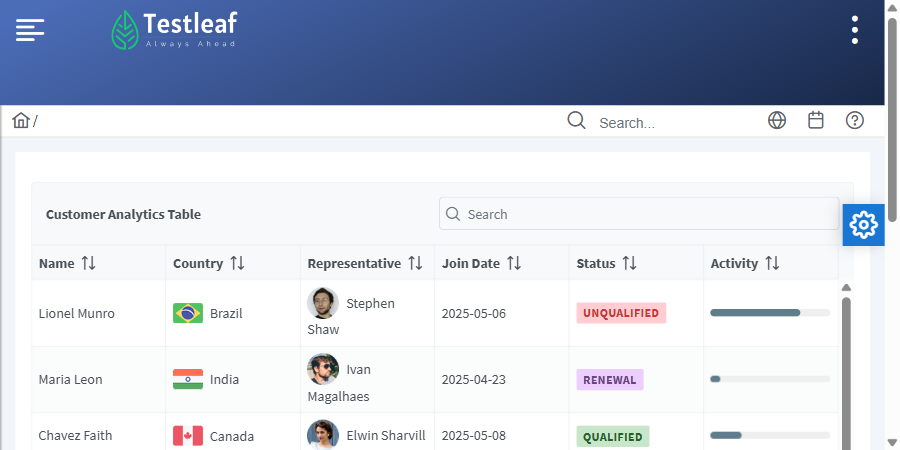 Testleaf
Always Ahead
/
Search...
Customer Analytics Table
Search
Name Country Representative Join Date Status Activity
Lionel Munro Brazil Stephen Shaw 2025-05-06 UNQUALIFIED
Maria Leon India Ivan Magalhaes 2025-04-23 RENEWAL
Chavez Faith Canada Elwin Sharvill 2025-05-08 QUALIFIED